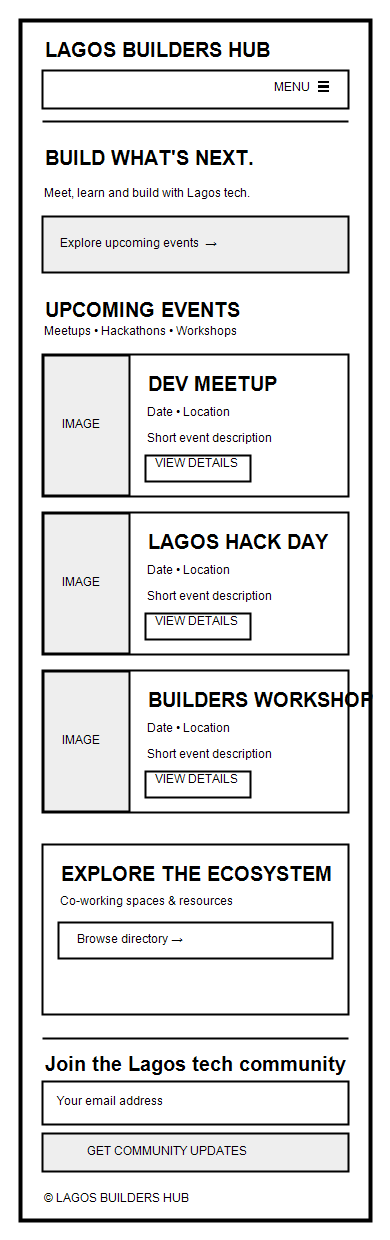 LAGOS BUILDERS HUB
MENU ☰
BUILD WHAT'S NEXT.
Meet, learn and build with Lagos tech.
Explore upcoming events →
UPCOMING EVENTS
Meetups • Hackathons • Workshops
IMAGE
DEV MEETUP
Date • Location
Short event description
VIEW DETAILS
IMAGE
LAGOS HACK DAY
Date • Location
Short event description
VIEW DETAILS
IMAGE
BUILDERS WORKSHOP
Date • Location
Short event description
VIEW DETAILS
EXPLORE THE ECOSYSTEM
Co-working spaces & resources
Browse directory →
Join the Lagos tech community
Your email address
GET COMMUNITY UPDATES
© LAGOS BUILDERS HUB